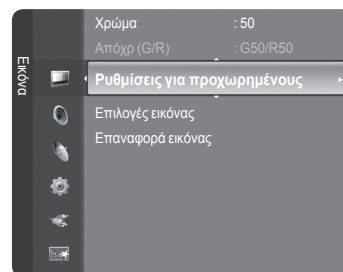 Εικόνα
Χρώμα : 50
Απόχρ (G/R) : G50/R50
Ρυθμίσεις για προχωρημένους
Επιλογές εικόνας
Επαναφορά εικόνας